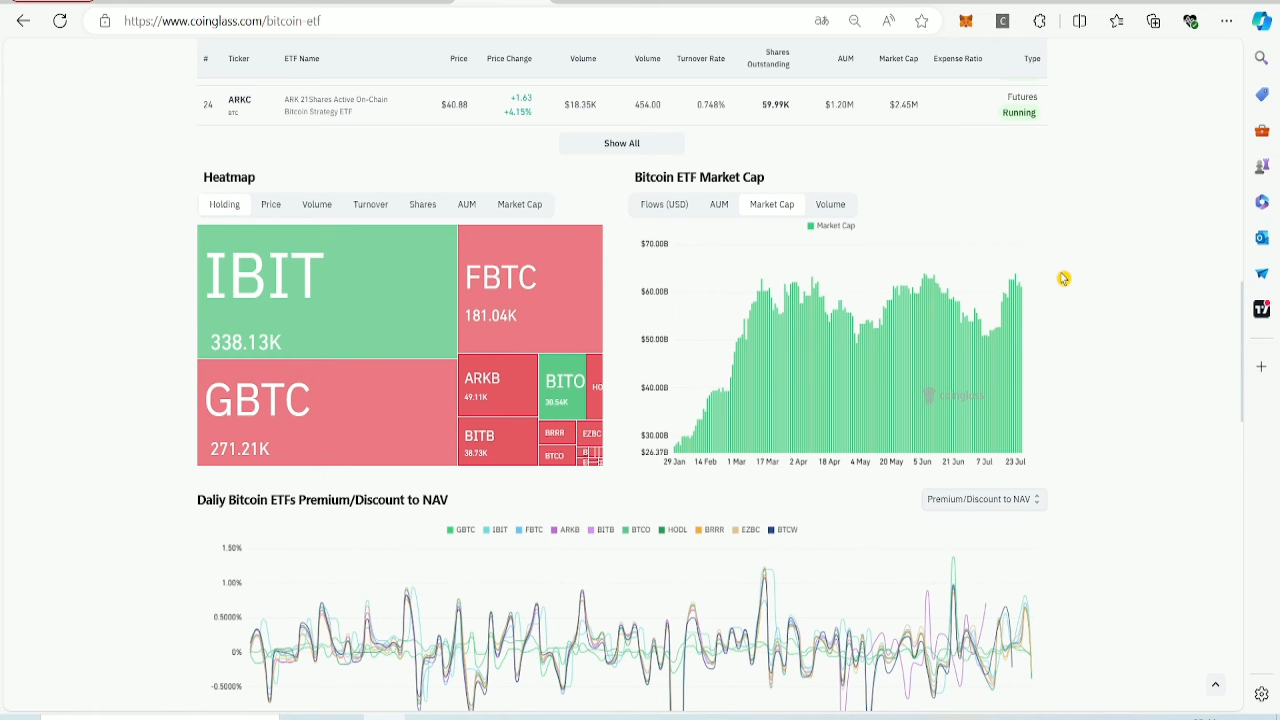 https://www.coinglass.com/bitcoin-etf
# Ticker ETF Name Price Price Change Volume Volume Turnover Rate Shares Outstanding AUM Market Cap Expense Ratio Type
24 ARKC BTC ARK 21Shares Active On-Chain Bitcoin Strategy ETF $40.88 +1.63 +4.15% $18.35K 454.00 0.748% 59.99K $1.20M $2.45M Futures Running
Show All
Heatmap
Holding Price Volume Turnover Shares AUM Market Cap
IBIT
338.13K
FBTC
181.04K
GBTC
271.21K
ARKB
49.11K
BITO
30.54K
HO
BITB
38.73K
BRRR
EZBC
BTCO
B
Bitcoin ETF Market Cap
Flows (USD) AUM Market Cap Volume
Market Cap
$70.00B
$60.00B
$50.00B
$40.00B
$30.00B
$26.37B
29 Jan 14 Feb 1 Mar 17 Mar 2 Apr 18 Apr 4 May 20 May 5 Jun 21 Jun 7 Jul 23 Jul
coinglass
Daliy Bitcoin ETFs Premium/Discount to NAV
Premium/Discount to NAV
GBTC IBIT FBTC ARKB BITB BTCO HODL BRRR EZBC BTCW
1.50%
1.00%
0.5000%
0%
-0.5000%